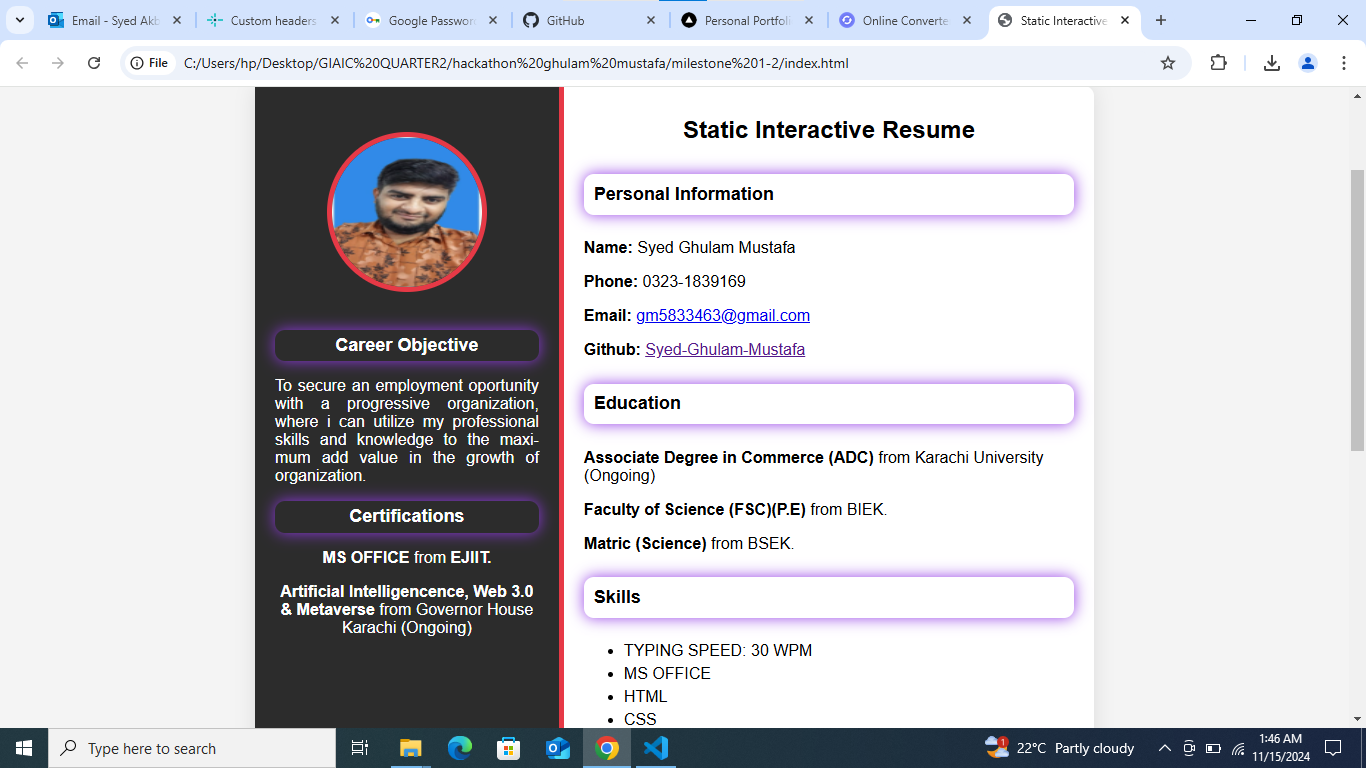 Email - Syed Akb
Custom headers
Google Password
GitHub
Personal Portfoli
Online Converte
Static Interactive
File
C:/Users/hp/Desktop/GIAIC%20QUARTER2/hackathon%20ghulam%20mustafa/milestone%201-2/index.html
Static Interactive Resume
Personal Information
Name: Syed Ghulam Mustafa
Phone: 0323-1839169
Email: gm5833463@gmail.com
Github: Syed-Ghulam-Mustafa
Career Objective
To secure an employment oportunity
with a progressive organization,
where i can utilize my professional
skills and knowledge to the maxi-
mum add value in the growth of
organization.
Certifications
MS OFFICE from EJIIT.
Artificial Intelligencence, Web 3.0
& Metaverse from Governor House
Karachi (Ongoing)
Education
Associate Degree in Commerce (ADC) from Karachi University
(Ongoing)
Faculty of Science (FSC)(P.E) from BIEK.
Matric (Science) from BSEK.
Skills
• TYPING SPEED: 30 WPM
• MS OFFICE
• HTML
• CSS
Type here to search
1
22°C Partly cloudy
1:46 AM
11/15/2024